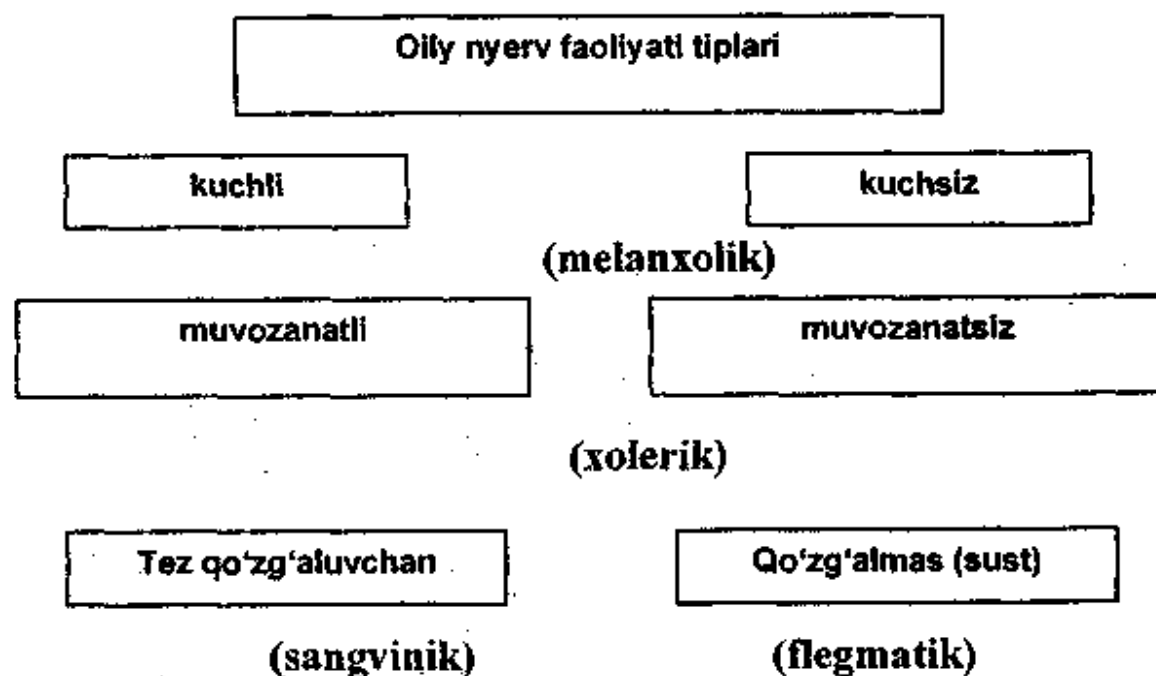 Oily nyerv faoliyati tiplari
kuchli
kuchsiz
(melanxolik)
muvozanatli
muvozanatsiz
(xolerik)
Tez qo‘zg‘aluvchan
Qo‘zg‘almas (sust)
(sangvinik)
(flegmatik)